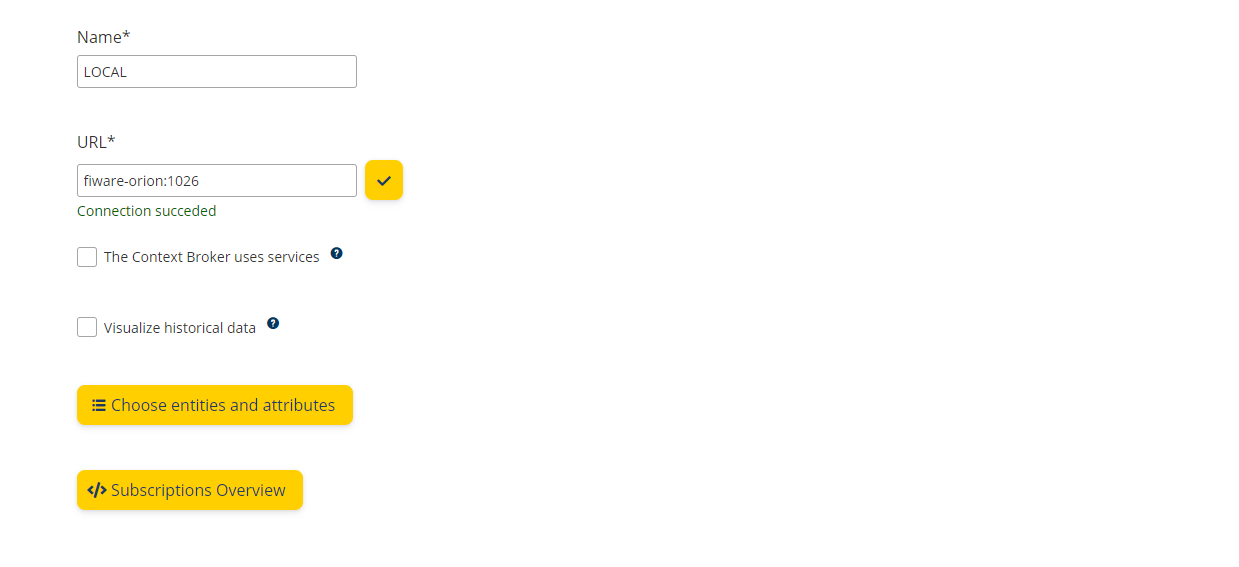 Name*
LOCAL
URL*
fiware-orion:1026
Connection succeded
The Context Broker uses services ?
Visualize historical data ?
Choose entities and attributes
</> Subscriptions Overview